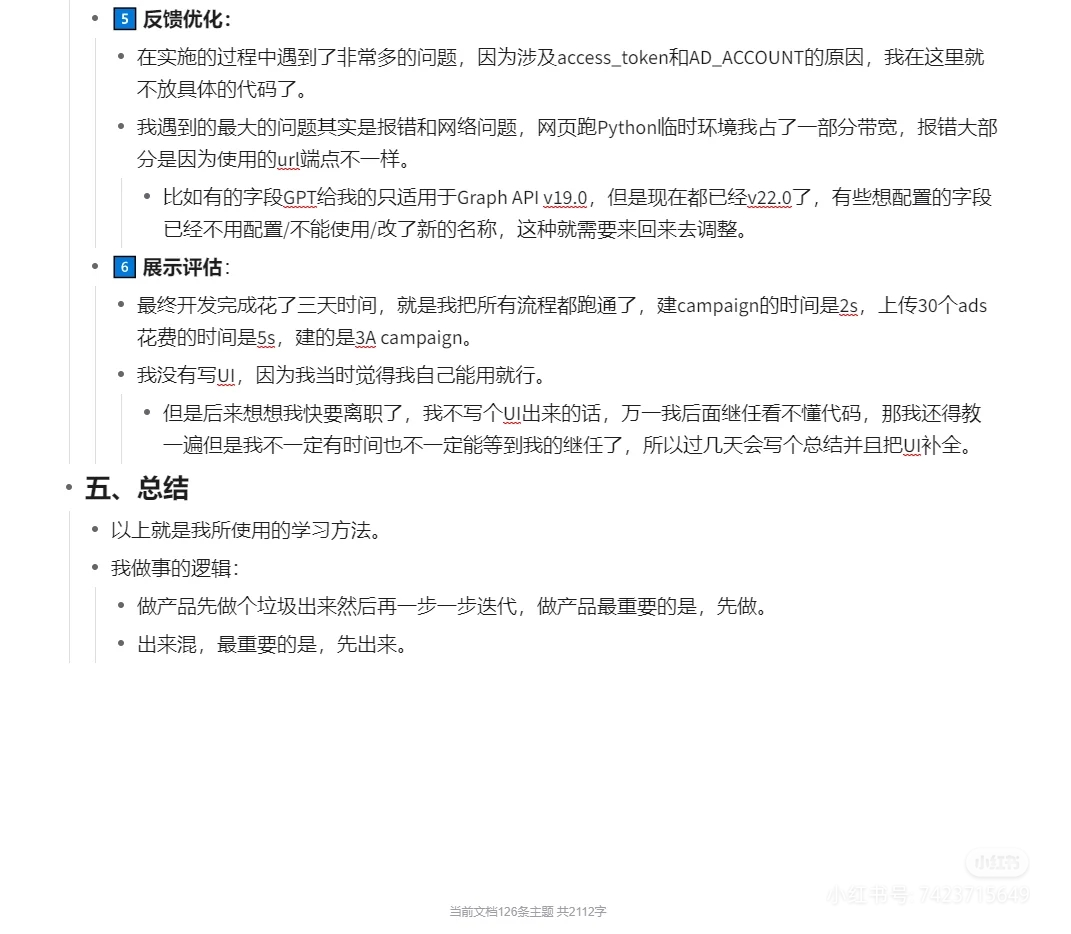 5 反馈优化：
在实施的过程中遇到了非常多的问题，因为涉及access_token和AD_ACCOUNT的原因，我在这里就
不放具体的代码了。
我遇到的最大的问题其实是报错和网络问题，网页跑Python临时环境我占了一部分带宽，报错大部
分是因为使用的url端点不一样。
比如有的字段GPT给我的只适用于Graph API v19.0，但是现在都已经v22.0了，有些想配置的字段
已经不用配置/不能使用/改了新的名称，这种就需要来回来去调整。
6 展示评估：
最终开发完成花了三天时间，就是我把所有流程都跑通了，建campaign的时间是2s，上传30个ads
花费的时间是5s，建的是3A campaign。
我没有写UI，因为我当时觉得我自己能用就行。
但是后来想想我快要离职了，我不写个UI出来的话，万一我后面继任看不懂代码，那我还得教
一遍但是我不一定有时间也不一定能等到我的继任了，所以过几天会写个总结并且把UI补全。
五、总结
以上就是我所使用的学习方法。
我做事的逻辑：
做产品先做个垃圾出来然后再一步一步迭代，做产品最重要的是，先做。
出来混，最重要的是，先出来。
小红书
小红书号: 7423715649
当前文档126条主题 共2112字